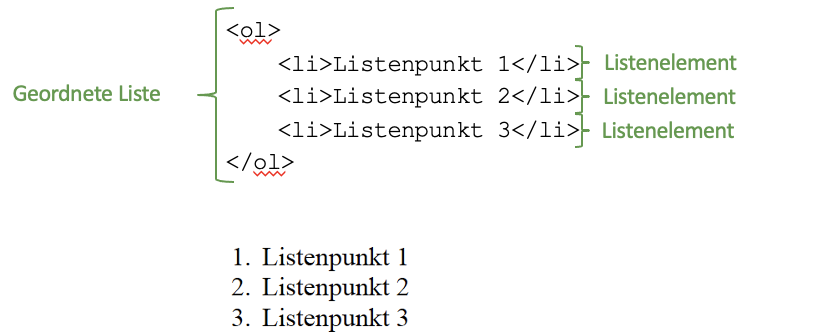 <ol>
<li>Listenpunkt 1</li> Listenelement
Geordnete Liste
<li>Listenpunkt 2</li> Listenelement
<li>Listenpunkt 3</li> Listenelement
</ol>
1. Listenpunkt 1
2. Listenpunkt 2
3. Listenpunkt 3